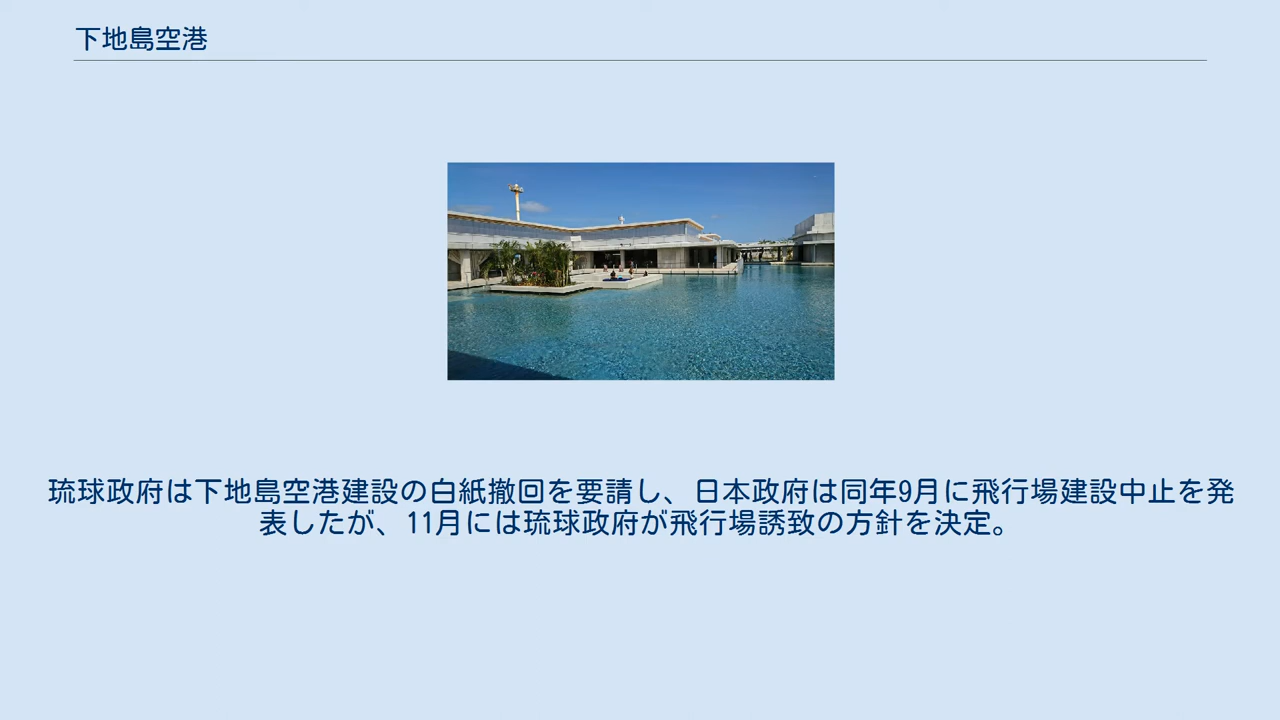 下地島空港
琉球政府は下地島空港建設の白紙撤回を要請し、日本政府は同年9月に飛行場建設中止を発
表したが、11月には琉球政府が飛行場誘致の方針を決定。